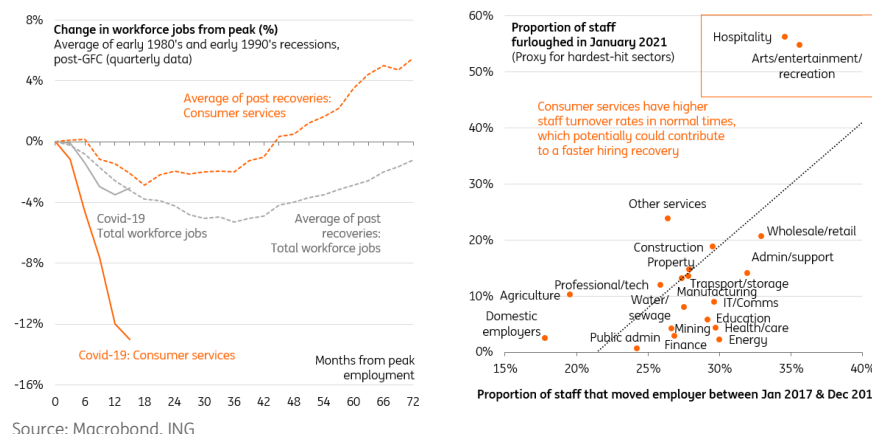 Change in workforce jobs from peak (%)
Average of early 1980's and early 1990's recessions,
post-GFC (quarterly data)
8%
4%
0%
-4%
-8%
-12%
-16%
Average of past recoveries:
Consumer services
Covid-19
Total workforce jobs
Average of past
recoveries:
Total workforce jobs
Covid-19: Consumer services
Months from peak
employment
0 6 12 18 24 30 36 42 48 54 60 66 72
Proportion of staff
furloughed in January 2021
(Proxy for hardest-hit sectors)
60%
50%
40%
30%
20%
10%
0%
Hospitality
Arts/entertainment/
recreation
Consumer services have higher
staff turnover rates in normal times,
which potentially could contribute
to a faster hiring recovery
Other services
Wholesale/retail
Construction
Admin/support
Property
Transport/storage
Professional/tech
Manufacturing
Agriculture
Water/
sewage
IT/Comms
Domestic
employers
Education
Mining
Health/care
Public admin
Finance
Energy
15% 20% 25% 30% 35% 40%
Proportion of staff that moved employer between Jan 2017 & Dec 201
Source: Macrobond, ING